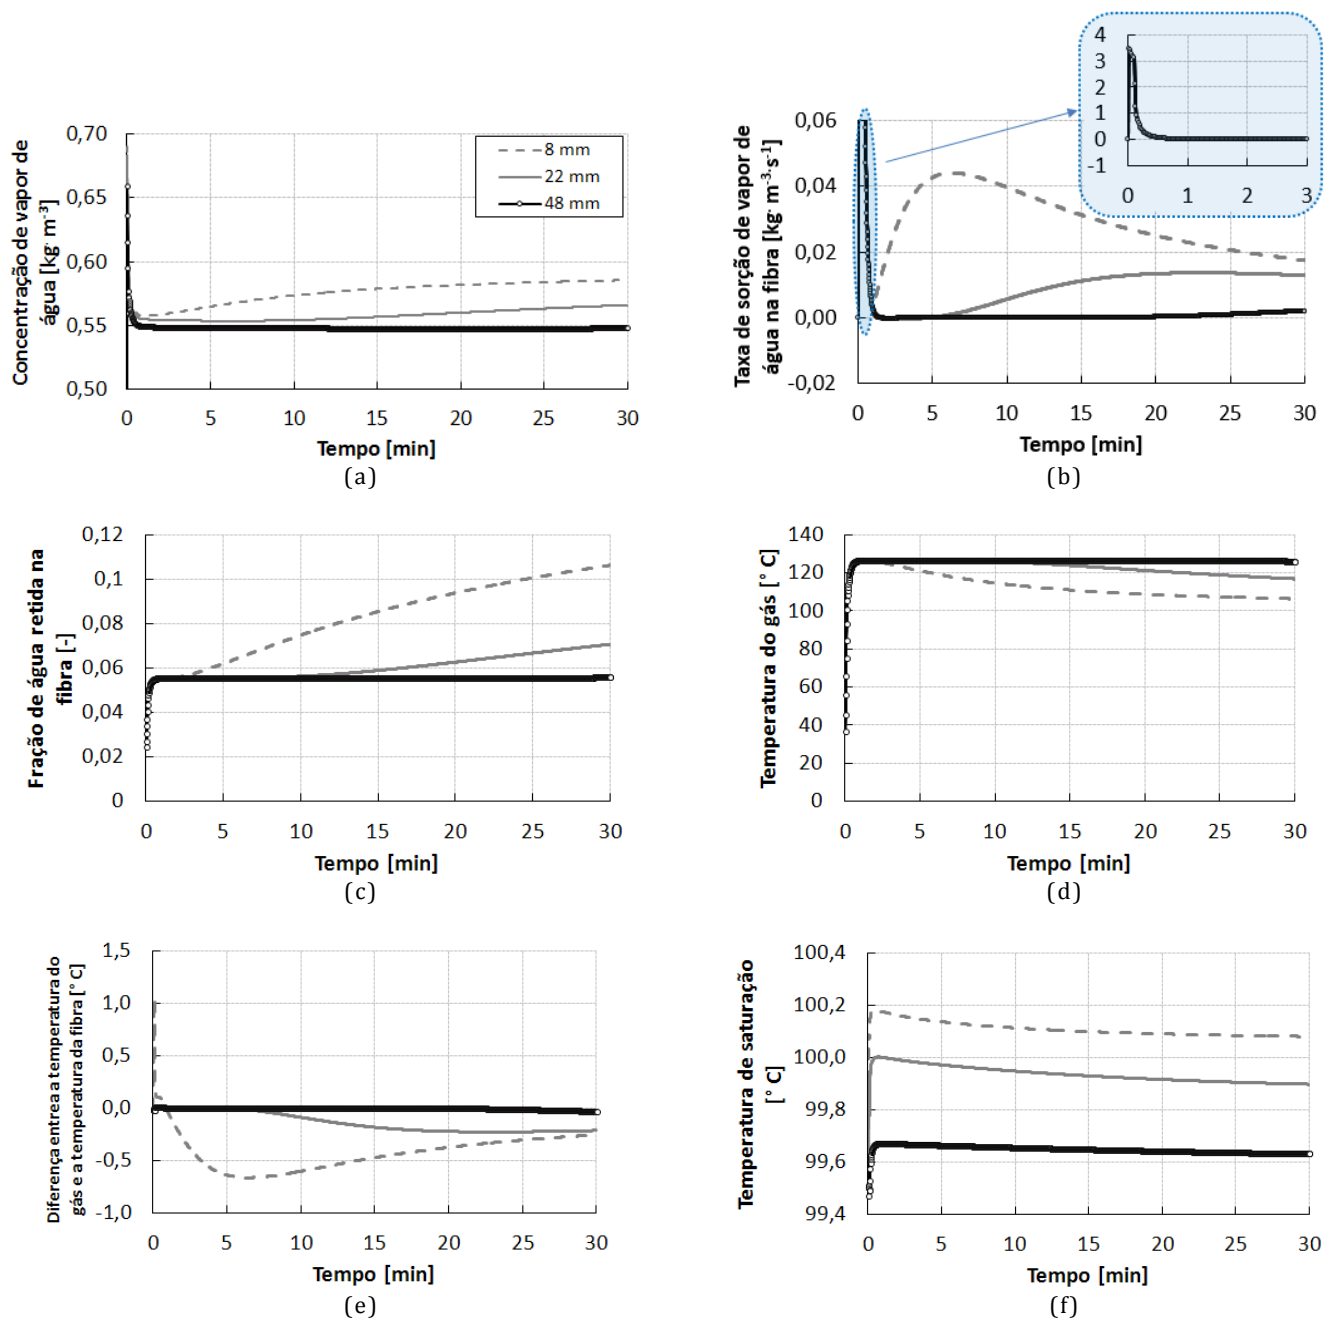 Concentração de vapor de
água [kg· m⁻³]
0,70
0,65
0,60
0,55
0,50
8 mm
22 mm
48 mm
0 5 10 15 20 25 30
Tempo [min]
(a)
Taxa de sorção de vapor de
água na fibra [kg· m⁻³·s⁻¹]
0,06
0,04
0,02
0,00
-0,02
4
3
2
1
0
-1
0 1 2 3
0 5 10 15 20 25 30
Tempo [min]
(b)
Fração de água retida na
fibra [-]
0,12
0,1
0,08
0,06
0,04
0,02
0
0 5 10 15 20 25 30
Tempo [min]
(c)
Temperatura do gás [° C]
140
120
100
80
60
40
20
0
0 5 10 15 20 25 30
Tempo [min]
(d)
Diferença entre a temperatura do
gás e a temperatura da fibra [° C]
1,5
1,0
0,5
0,0
-0,5
-1,0
0 5 10 15 20 25 30
Tempo [min]
(e)
Temperatura de saturação
[° C]
100,4
100,2
100,0
99,8
99,6
99,4
0 5 10 15 20 25 30
Tempo [min]
(f)